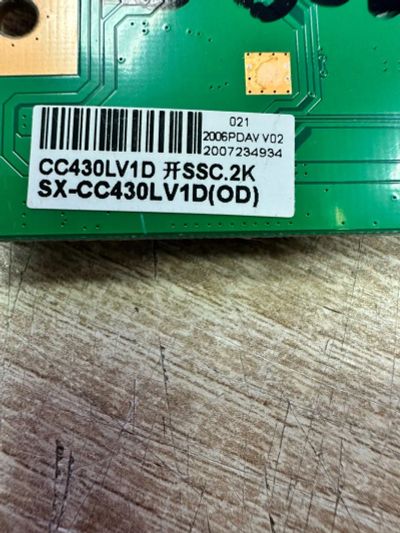 021
2006PDAV V02
2007234934
CC430LV1D 开SSC.2K
SX-CC430LV1D(OD)